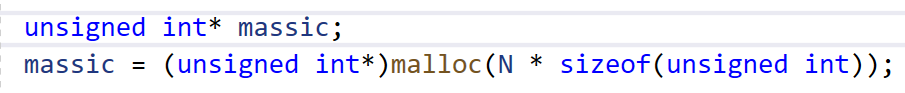 unsigned int* massic;
massic = (unsigned int*)malloc(N * sizeof(unsigned int));